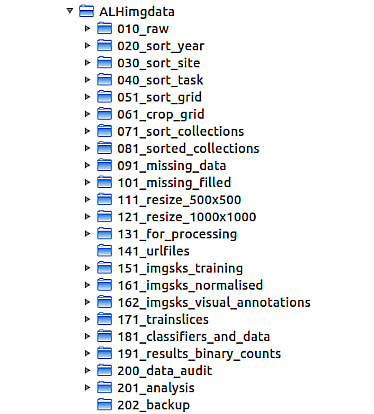 ALHimgdata
010_raw
020_sort_year
030_sort_site
040_sort_task
051_sort_grid
061_crop_grid
071_sort_collections
081_sorted_collections
091_missing_data
101_missing_filled
111_resize_500x500
121_resize_1000x1000
131_for_processing
141_urlfiles
151_imgsks_training
161_imgsks_normalised
162_imgsks_visual_annotations
171_trainslices
181_classifiers_and_data
191_results_binary_counts
200_data_audit
201_analysis
202_backup